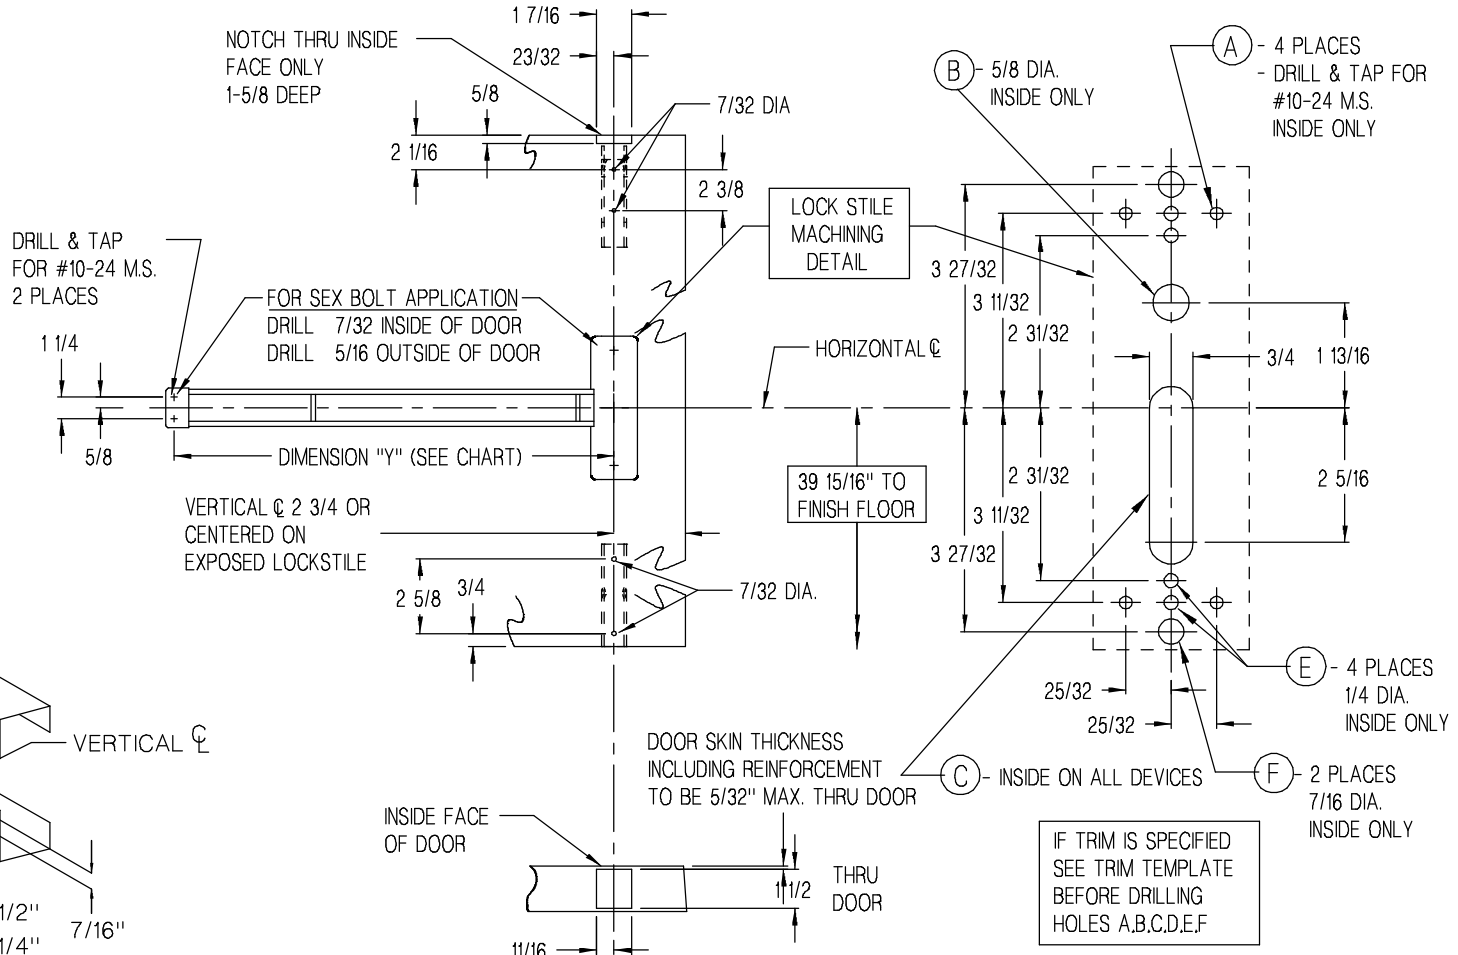 1 7/16
23/32
NOTCH THRU INSIDE
FACE ONLY
1-5/8 DEEP
5/8
2 1/16
7/32 DIA
2 3/8
LOCK STILE
MACHINING
DETAIL
B - 5/8 DIA.
INSIDE ONLY
A - 4 PLACES
- DRILL & TAP FOR
#10-24 M.S.
INSIDE ONLY
DRILL & TAP
FOR #10-24 M.S.
2 PLACES
FOR SEX BOLT APPLICATION
DRILL 7/32 INSIDE OF DOOR
DRILL 5/16 OUTSIDE OF DOOR
1 1/4
5/8
DIMENSION "Y" (SEE CHART)
HORIZONTAL ℄
3 27/32
3 11/32
2 31/32
3/4
1 13/16
39 15/16" TO
FINISH FLOOR
2 31/32
3 11/32
3 27/32
2 5/16
VERTICAL ℄ 2 3/4 OR
CENTERED ON
EXPOSED LOCKSTILE
2 5/8
3/4
7/32 DIA.
25/32
25/32
E - 4 PLACES
1/4 DIA.
INSIDE ONLY
VERTICAL ℄
DOOR SKIN THICKNESS
INCLUDING REINFORCEMENT
TO BE 5/32" MAX. THRU DOOR
C - INSIDE ON ALL DEVICES
F - 2 PLACES
7/16 DIA.
INSIDE ONLY
INSIDE FACE
OF DOOR
1 1/2
THRU
DOOR
11/16
IF TRIM IS SPECIFIED
SEE TRIM TEMPLATE
BEFORE DRILLING
HOLES A,B,C,D,E,F
1/2"
1/4"
7/16"